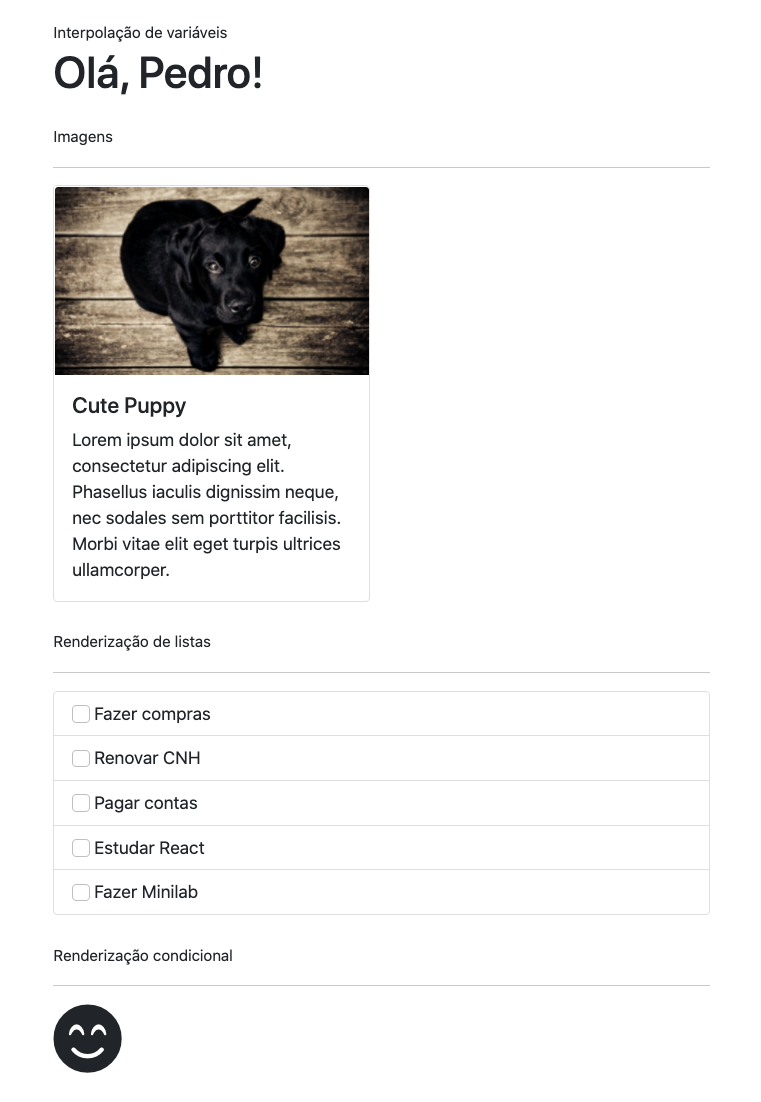 Interpolação de variáveis
Olá, Pedro!
Imagens
Cute Puppy
Lorem ipsum dolor sit amet,
consectetur adipiscing elit.
Phasellus iaculis dignissim neque,
nec sodales sem porttitor facilisis.
Morbi vitae elit eget turpis ultrices
ullamcorper.
Renderização de listas
Fazer compras
Renovar CNH
Pagar contas
Estudar React
Fazer Minilab
Renderização condicional